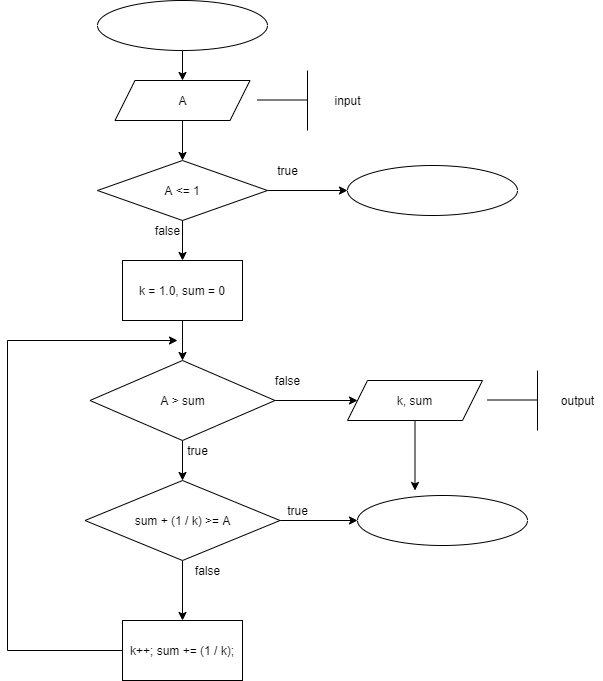 A
input
A <= 1
true
false
k = 1.0, sum = 0
A > sum
false
k, sum
output
true
sum + (1 / k) >= A
true
false
k++; sum += (1 / k);